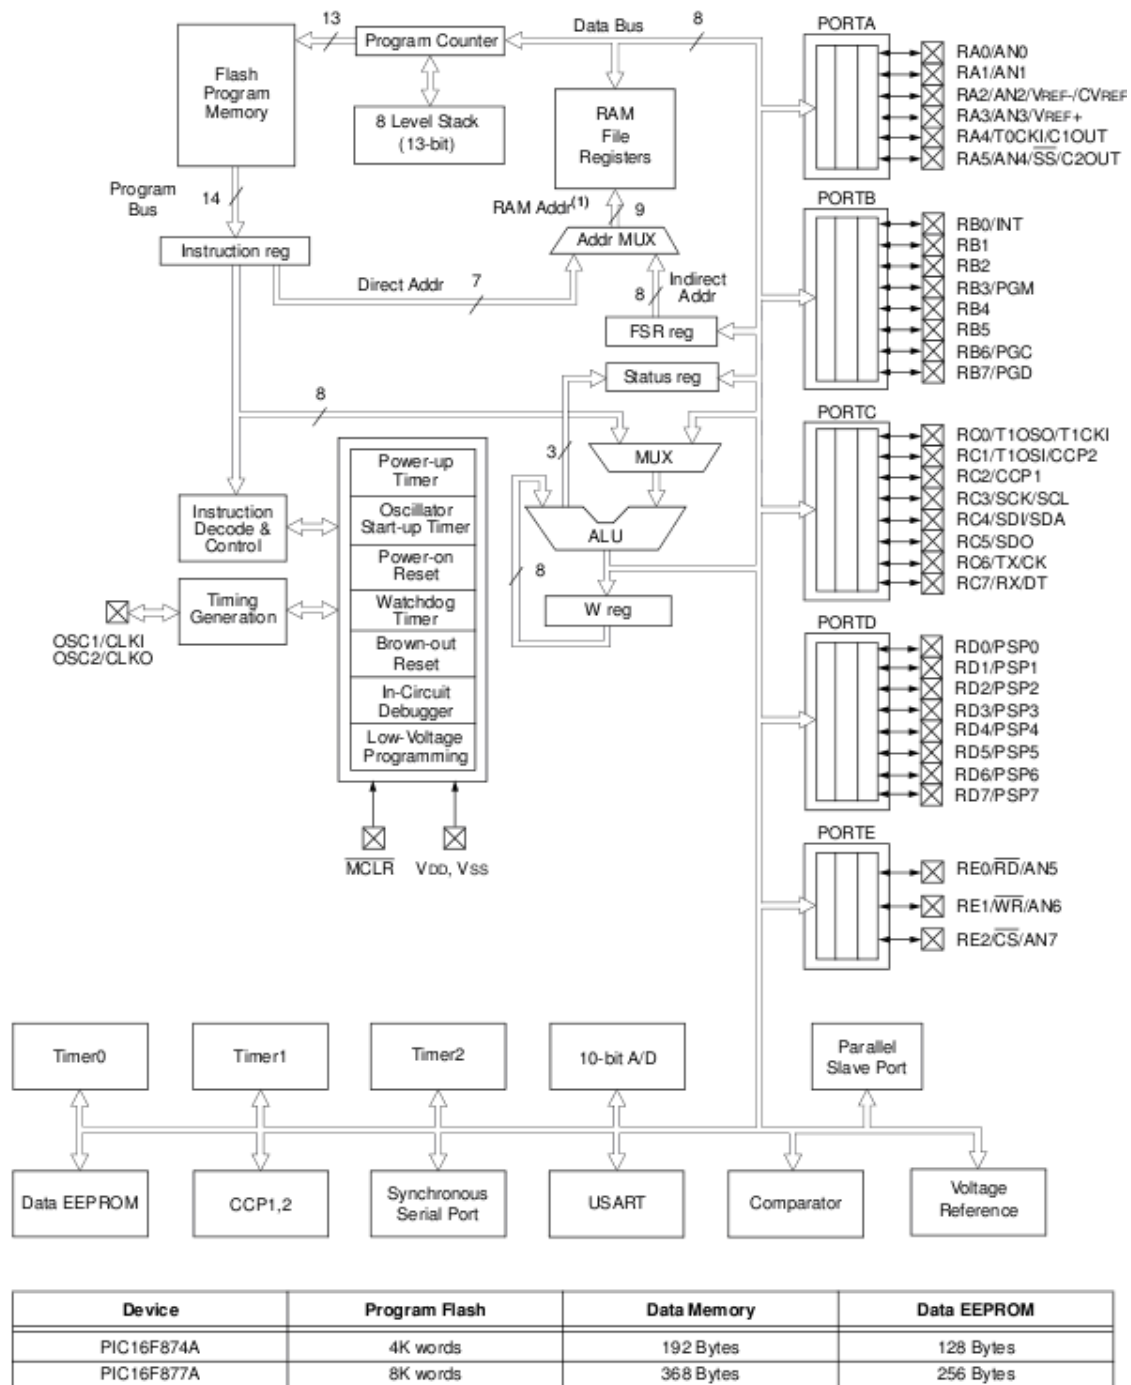 13
Data Bus
8
PORTA
Program Counter
Flash
Program
Memory
8 Level Stack
(13-bit)
RAM
File
Registers
RA0/AN0
RA1/AN1
RA2/AN2/VREF-/CVREF
RA3/AN3/VREF+
RA4/T0CKI/C1OUT
RA5/AN4/SS/C2OUT
Program
Bus
14
RAM Addr(1)
9
PORTB
Instruction reg
Addr MUX
Direct Addr
7
8
Indirect
Addr
FSR reg
RB0/INT
RB1
RB2
RB3/PGM
RB4
RB5
RB6/PGC
RB7/PGD
Status reg
8
PORTC
3
MUX
RC0/T1OSO/T1CKI
RC1/T1OSI/CCP2
RC2/CCP1
RC3/SCK/SCL
RC4/SDI/SDA
RC5/SDO
RC6/TX/CK
RC7/RX/DT
Power-up
Timer
Instruction
Decode &
Control
Oscillator
Start-up Timer
ALU
Power-on
Reset
8
Timing
Generation
Watchdog
Timer
W reg
OSC1/CLKI
OSC2/CLKO
Brown-out
Reset
In-Circuit
Debugger
Low-Voltage
Programming
PORTD
RD0/PSP0
RD1/PSP1
RD2/PSP2
RD3/PSP3
RD4/PSP4
RD5/PSP5
RD6/PSP6
RD7/PSP7
MCLR
VDD, VSS
PORTE
RE0/RD/AN5
RE1/WR/AN6
RE2/CS/AN7
Timer0
Timer1
Timer2
10-bit A/D
Parallel
Slave Port
Data EEPROM
CCP1,2
Synchronous
Serial Port
USART
Comparator
Voltage
Reference
Device Program Flash Data Memory Data EEPROM
PIC16F874A 4K words 192 Bytes 128 Bytes
PIC16F877A 8K words 368 Bytes 256 Bytes